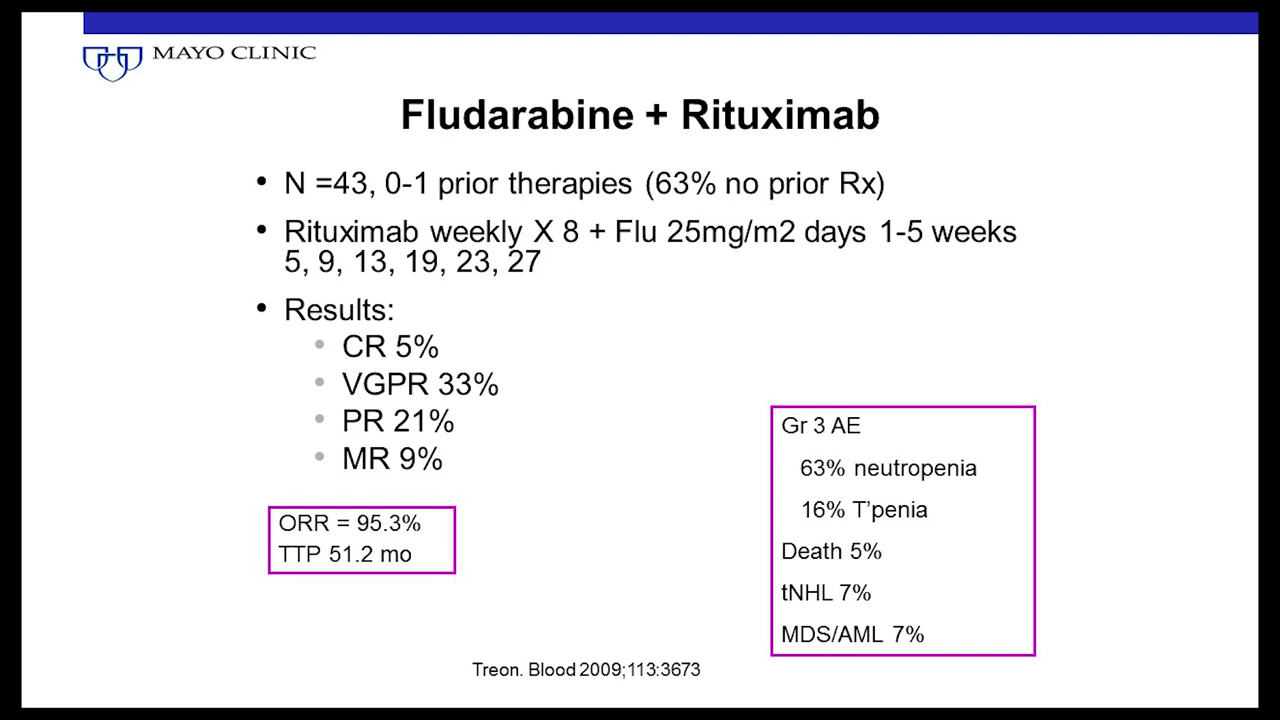 MAYO CLINIC
Fludarabine + Rituximab
• N =43, 0-1 prior therapies (63% no prior Rx)
• Rituximab weekly X 8 + Flu 25mg/m2 days 1-5 weeks
5, 9, 13, 19, 23, 27
• Results:
• CR 5%
• VGPR 33%
• PR 21%
• MR 9%
ORR = 95.3%
TTP 51.2 mo
Gr 3 AE
63% neutropenia
16% T'penia
Death 5%
tNHL 7%
MDS/AML 7%
Treon. Blood 2009;113:3673